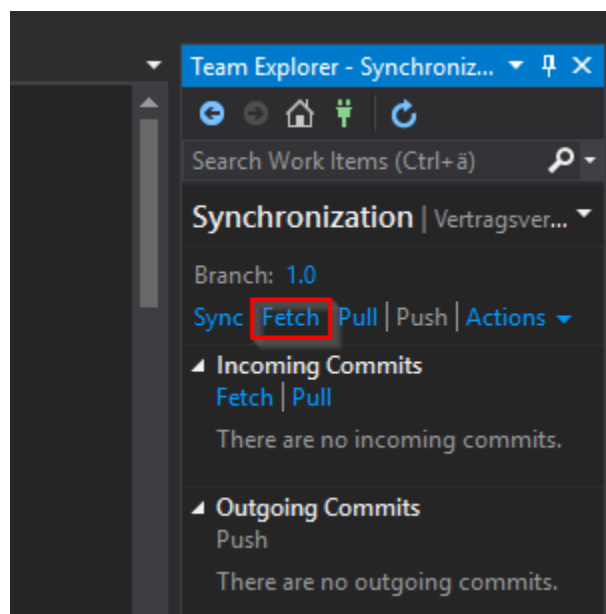 Team Explorer - Synchroniz...
Search Work Items (Ctrl+ä)
Synchronization | Vertragsver...
Branch: 1.0
Sync Fetch Pull | Push | Actions
Incoming Commits
Fetch | Pull
There are no incoming commits.
Outgoing Commits
Push
There are no outgoing commits.